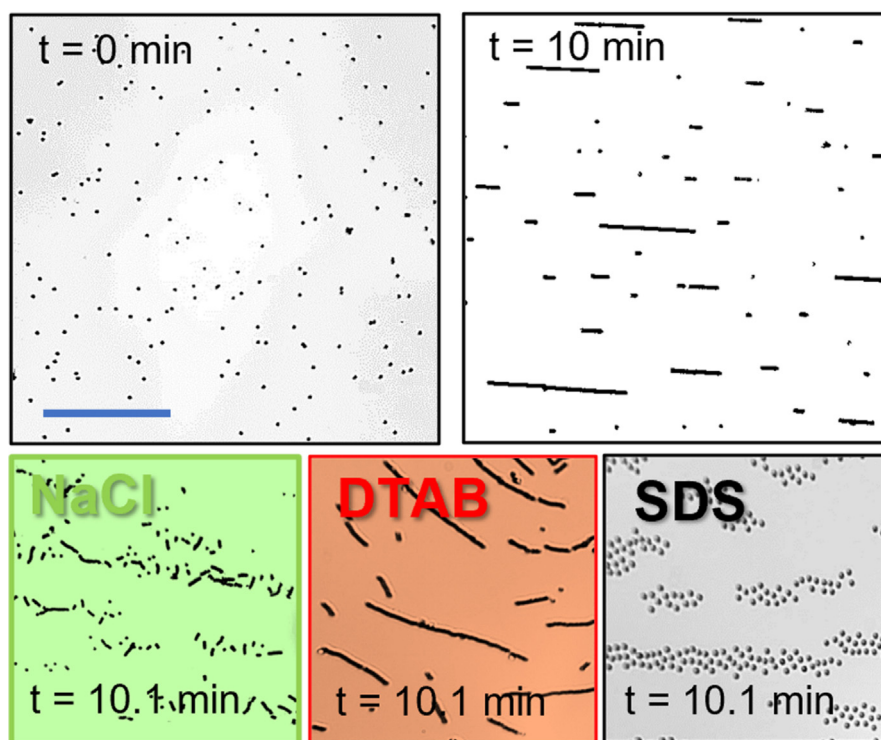 t = 0 min
t = 10 min
NaCl
DTAB
SDS
t = 10.1 min
t = 10.1 min
t = 10.1 min